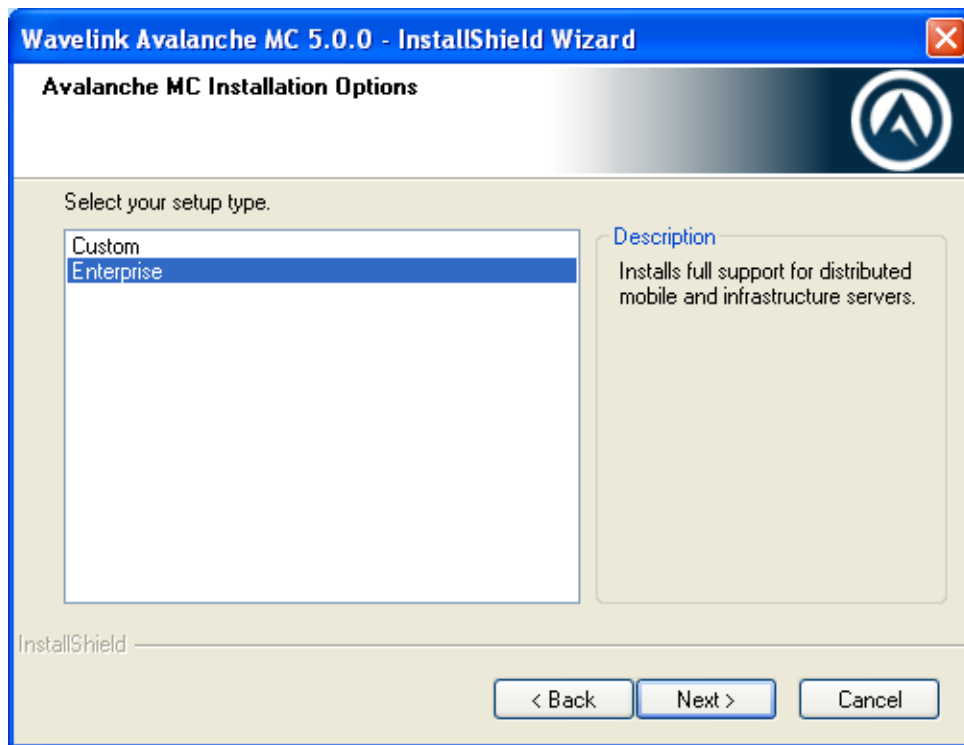 Wavelink Avalanche MC 5.0.0 - InstallShield Wizard
Avalanche MC Installation Options
Select your setup type.
Custom
Enterprise
Description
Installs full support for distributed
mobile and infrastructure servers.
InstallShield
< Back
Next >
Cancel